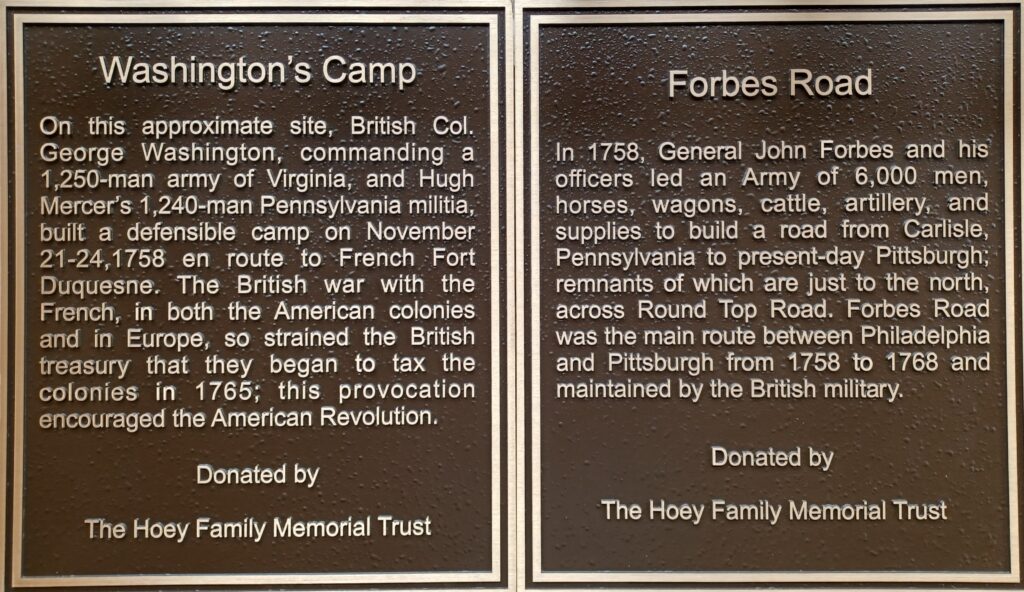 Washington's Camp
On this approximate site, British Col.
George Washington, commanding a
1,250-man army of Virginia, and Hugh
Mercer's 1,240-man Pennsylvania militia,
built a defensible camp on November
21-24,1758 en route to French Fort
Duquesne. The British war with the
French, in both the American colonies
and in Europe, so strained the British
treasury that they began to tax the
colonies in 1765; this provocation
encouraged the American Revolution.
Donated by
The Hoey Family Memorial Trust
Forbes Road
In 1758, General John Forbes and his
officers led an Army of 6,000 men,
horses, wagons, cattle, artillery, and
supplies to build a road from Carlisle,
Pennsylvania to present-day Pittsburgh;
remnants of which are just to the north,
across Round Top Road. Forbes Road
was the main route between Philadelphia
and Pittsburgh from 1758 to 1768 and
maintained by the British military.
Donated by
The Hoey Family Memorial Trust